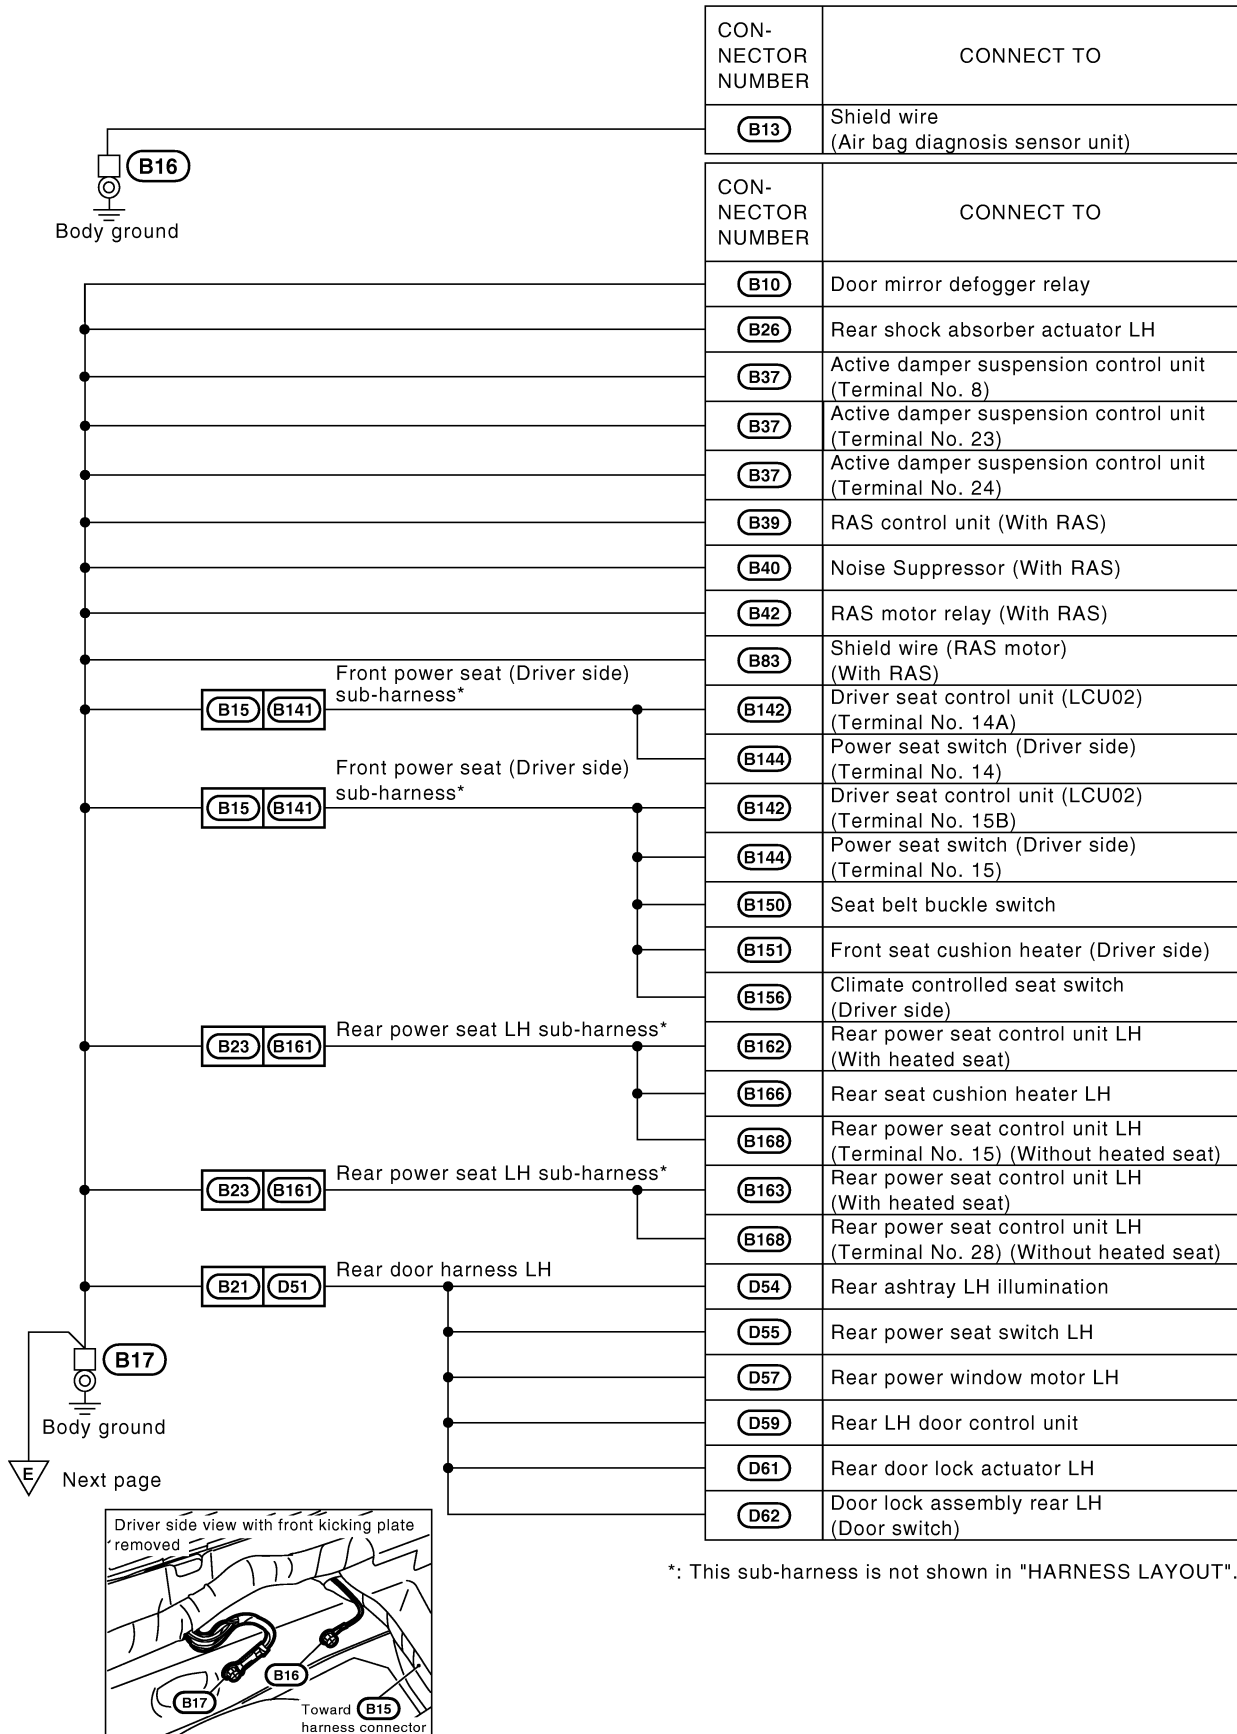 CON-
NECTOR
NUMBER
CONNECT TO
B13
Shield wire
(Air bag diagnosis sensor unit)
B16
Body ground
CON-
NECTOR
NUMBER
CONNECT TO
B10
Door mirror defogger relay
B26
Rear shock absorber actuator LH
B37
Active damper suspension control unit
(Terminal No. 8)
B37
Active damper suspension control unit
(Terminal No. 23)
B37
Active damper suspension control unit
(Terminal No. 24)
B39
RAS control unit (With RAS)
B40
Noise Suppressor (With RAS)
B42
RAS motor relay (With RAS)
B83
Shield wire (RAS motor)
(With RAS)
Front power seat (Driver side)
sub-harness*
B15 B141
B142
Driver seat control unit (LCU02)
(Terminal No. 14A)
B144
Power seat switch (Driver side)
(Terminal No. 14)
Front power seat (Driver side)
sub-harness*
B15 B141
B142
Driver seat control unit (LCU02)
(Terminal No. 15B)
B144
Power seat switch (Driver side)
(Terminal No. 15)
B150
Seat belt buckle switch
B151
Front seat cushion heater (Driver side)
B156
Climate controlled seat switch
(Driver side)
Rear power seat LH sub-harness*
B23 B161
B162
Rear power seat control unit LH
(With heated seat)
B166
Rear seat cushion heater LH
B168
Rear power seat control unit LH
(Terminal No. 15) (Without heated seat)
Rear power seat LH sub-harness*
B23 B161
B163
Rear power seat control unit LH
(With heated seat)
B168
Rear power seat control unit LH
(Terminal No. 28) (Without heated seat)
Rear door harness LH
B21 D51
D54
Rear ashtray LH illumination
D55
Rear power seat switch LH
D57
Rear power window motor LH
D59
Rear LH door control unit
D61
Rear door lock actuator LH
D62
Door lock assembly rear LH
(Door switch)
B17
Body ground
E
Next page
*: This sub-harness is not shown in "HARNESS LAYOUT".
Driver side view with front kicking plate
removed
B16
B17
Toward B15
harness connector